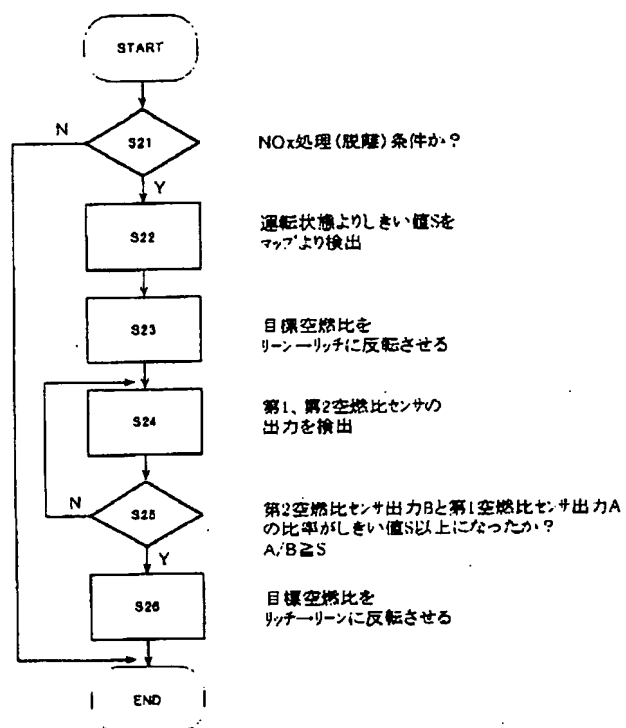 START
N
S21
NOx処理(脱離)条件か?
Y
S22
運転状態よりしきい値Sを
マップより検出
S23
目標空燃比を
リーン→リッチに反転させる
S24
第1、第2空燃比センサの
出力を検出
N
S25
第2空燃比センサ出力Bと第1空燃比センサ出力A
の比率がしきい値S以上になったか?
A/B≧S
Y
S26
目標空燃比を
リッチ→リーンに反転させる
END